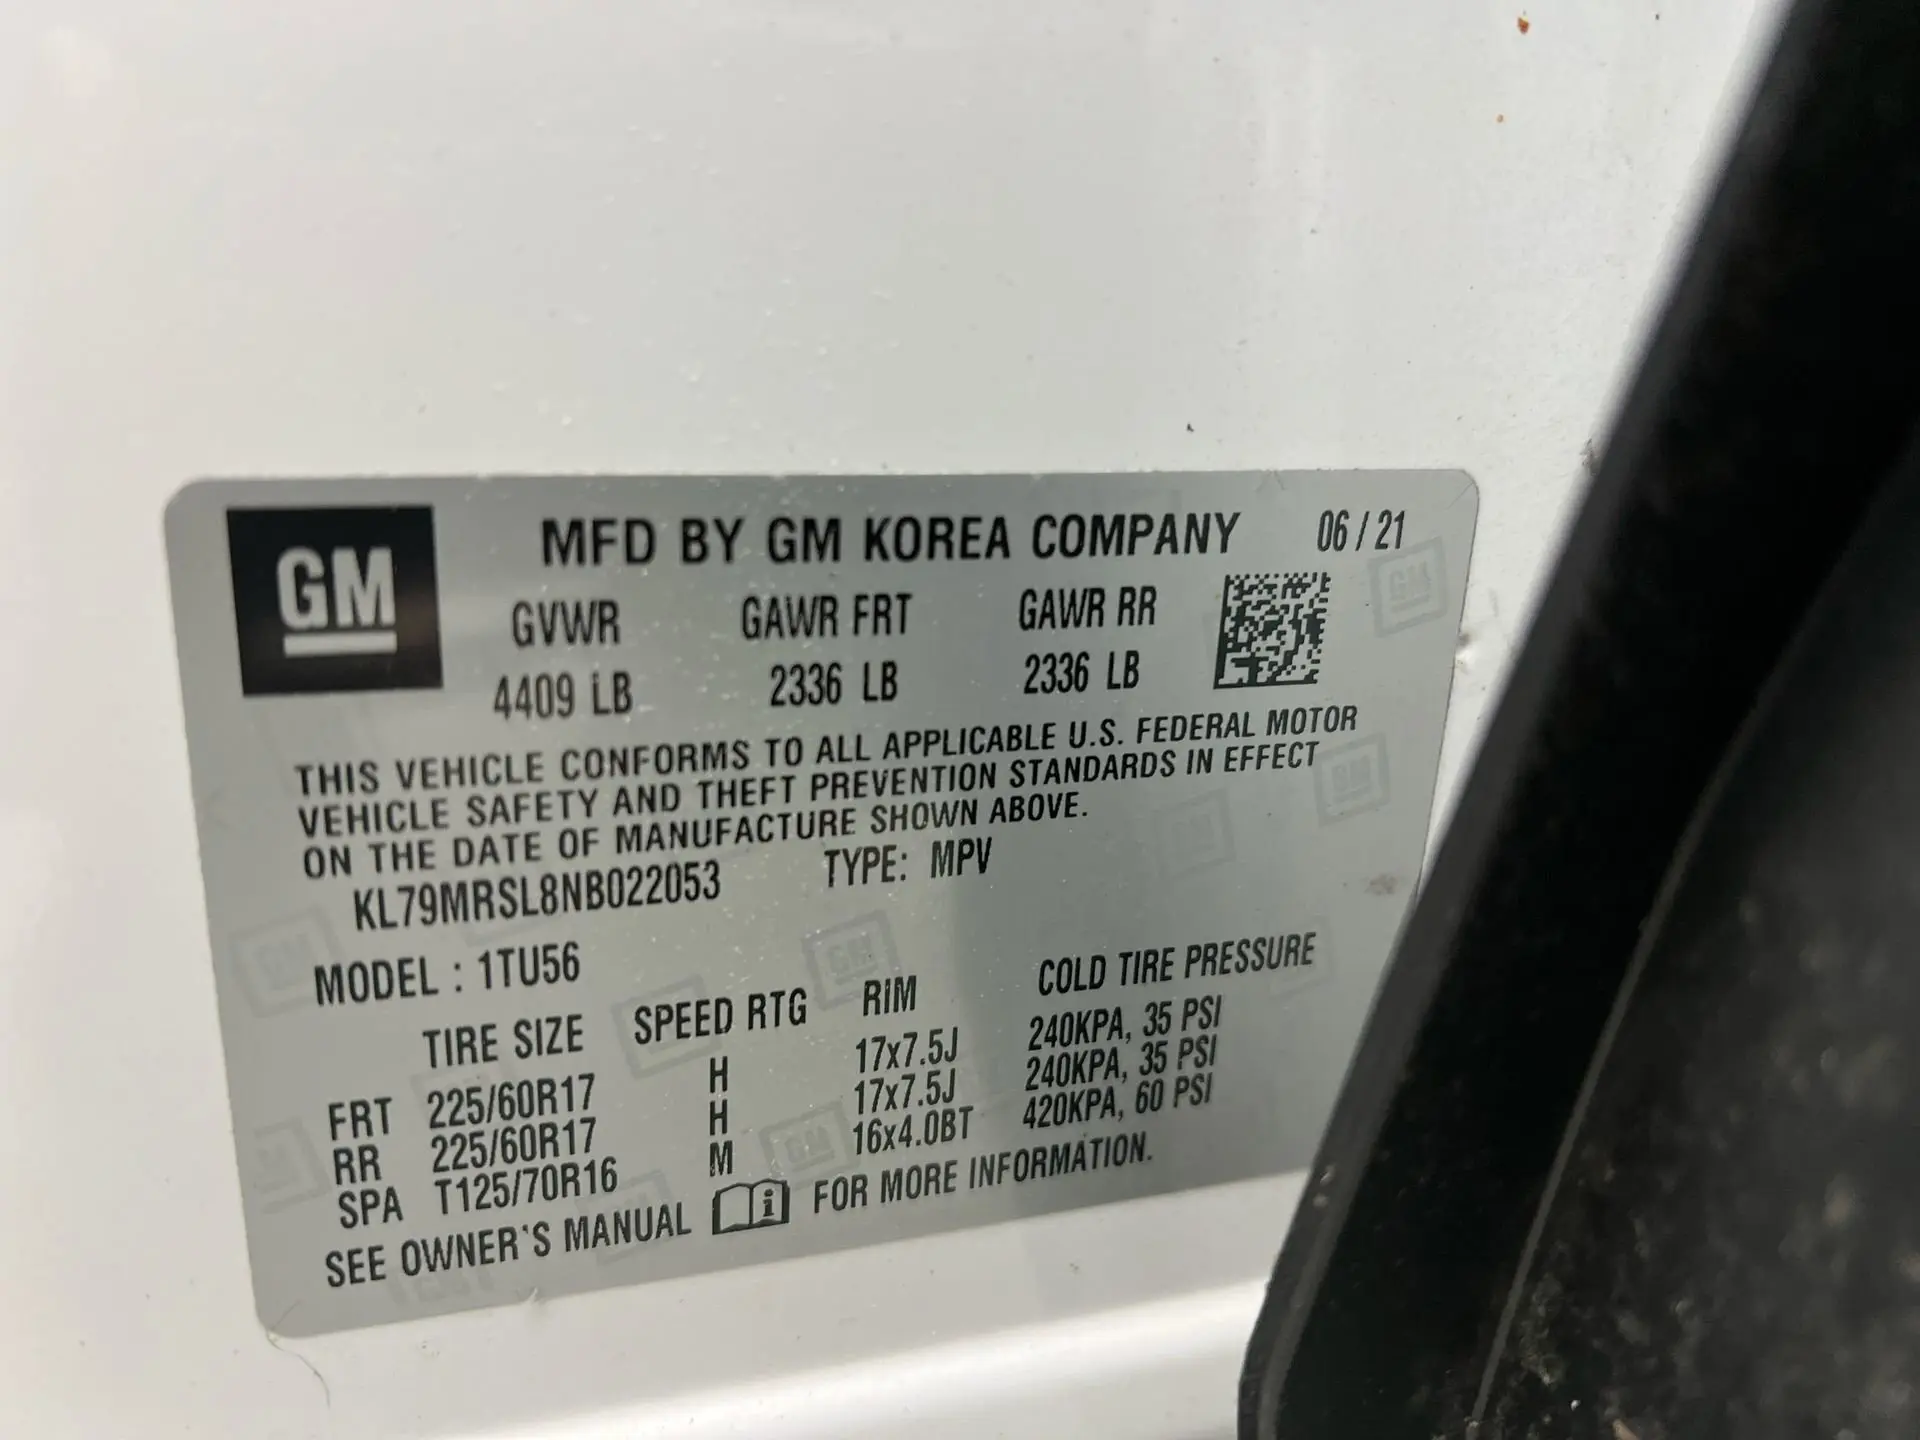 GM
MFD BY GM KOREA COMPANY 06 / 21
GVWR GAWR FRT GAWR RR
4409 LB 2336 LB 2336 LB
THIS VEHICLE CONFORMS TO ALL APPLICABLE U.S. FEDERAL MOTOR
VEHICLE SAFETY AND THEFT PREVENTION STANDARDS IN EFFECT
ON THE DATE OF MANUFACTURE SHOWN ABOVE.
KL79MRSL8NB022053 TYPE: MPV
MODEL : 1TU56
TIRE SIZE SPEED RTG RIM COLD TIRE PRESSURE
FRT 225/60R17 H 17x7.5J 240KPA, 35 PSI
RR 225/60R17 H 17x7.5J 240KPA, 35 PSI
SPA T125/70R16 M 16x4.0BT 420KPA, 60 PSI
SEE OWNER'S MANUAL i FOR MORE INFORMATION.